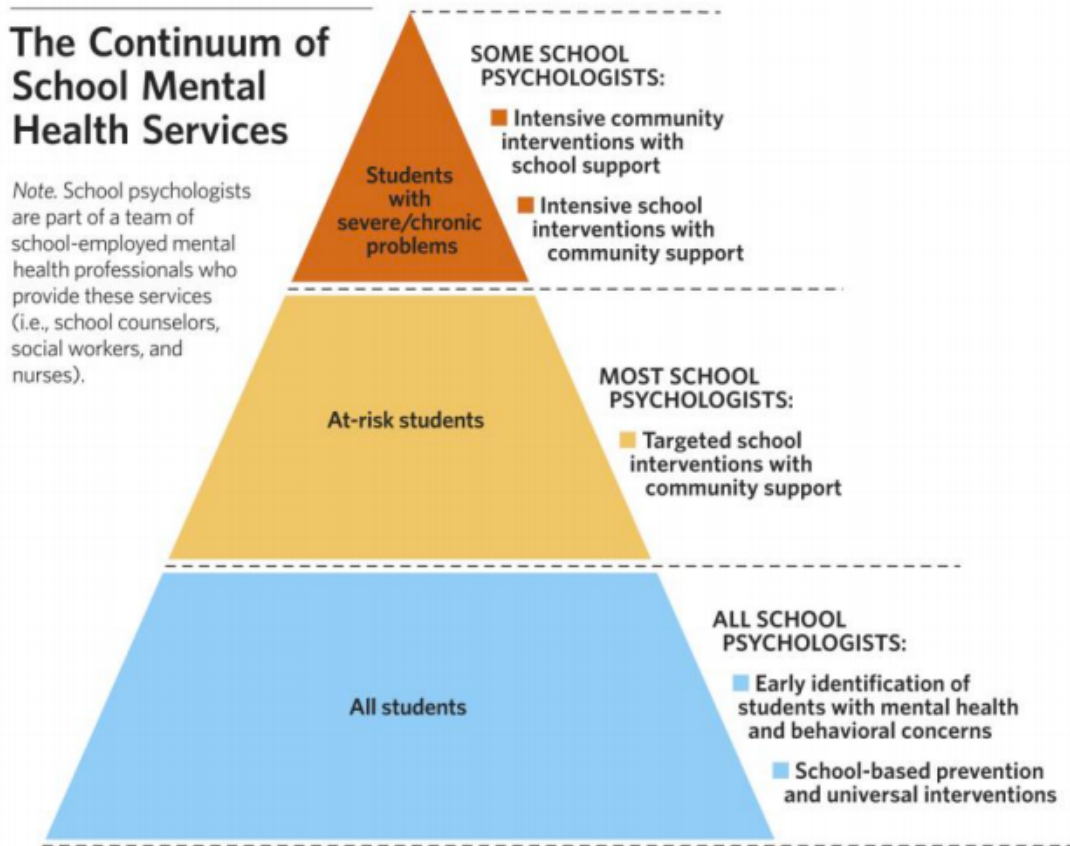 The Continuum of
School Mental
Health Services
Note. School psychologists
are part of a team of
school-employed mental
health professionals who
provide these services
(i.e., school counselors,
social workers, and
nurses).
Students
with
severe/chronic
problems
SOME SCHOOL
PSYCHOLOGISTS:
Intensive community
interventions with
school support
Intensive school
interventions with
community support
At-risk students
MOST SCHOOL
PSYCHOLOGISTS:
Targeted school
interventions with
community support
All students
ALL SCHOOL
PSYCHOLOGISTS:
Early identification of
students with mental health
and behavioral concerns
School-based prevention
and universal interventions